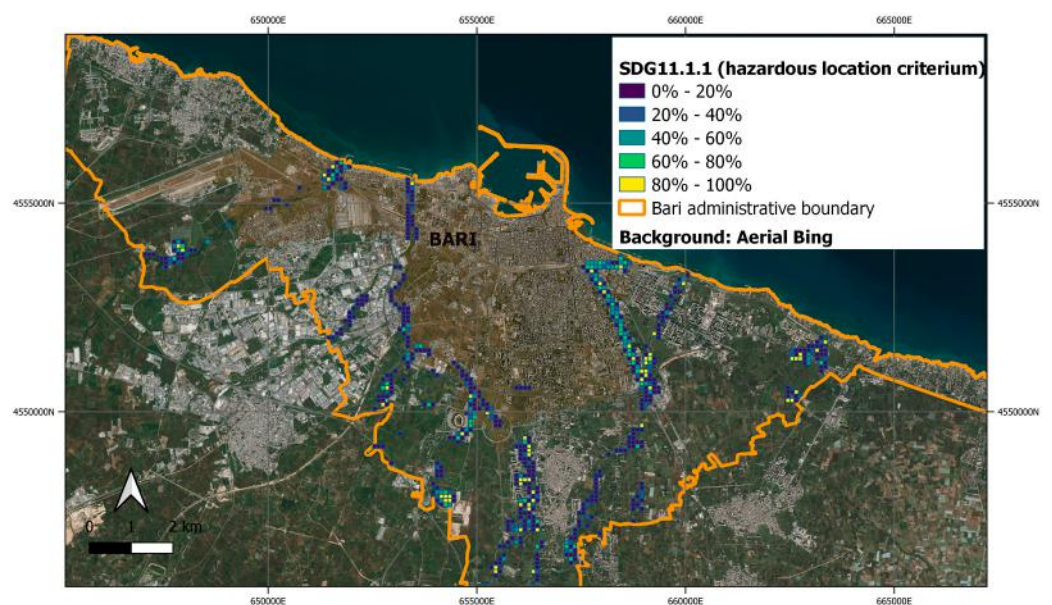 650000E 655000E 660000E 665000E
SDG11.1.1 (hazardous location criterium)
0% - 20%
20% - 40%
40% - 60%
60% - 80%
80% - 100%
Bari administrative boundary
Background: Aerial Bing
4555000N 4555000N
BARI
4550000N 4550000N
0 1 2 km
650000E 655000E 660000E 665000E